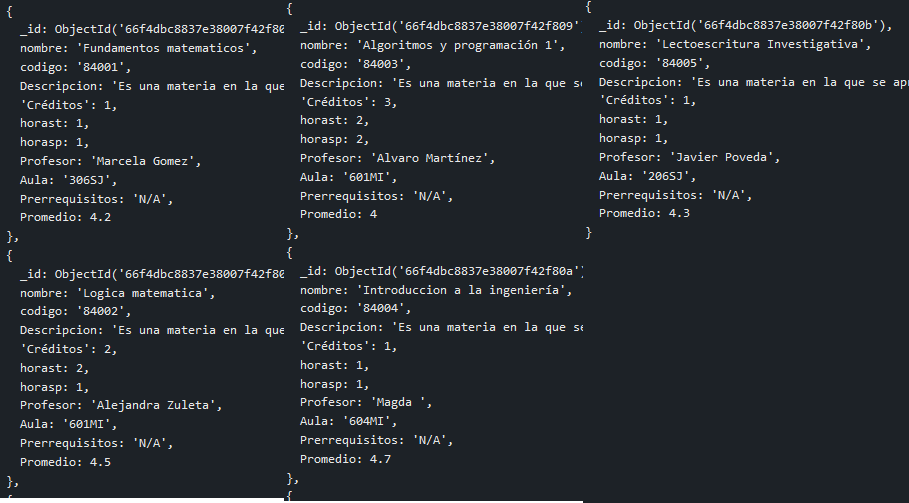 {
_id: ObjectId('66f4dbc8837e38007f42f80
nombre: 'Fundamentos matematicos',
codigo: '84001',
Descripcion: 'Es una materia en la que
'Créditos': 1,
horast: 1,
horasp: 1,
Profesor: 'Marcela Gomez',
Aula: '306SJ',
Prerrequisitos: 'N/A',
Promedio: 4.2
},
{
_id: ObjectId('66f4dbc8837e38007f42f80
nombre: 'Logica matematica',
codigo: '84002',
Descripcion: 'Es una materia en la que
'Créditos': 2,
horast: 2,
horasp: 1,
Profesor: 'Alejandra Zuleta',
Aula: '601MI',
Prerrequisitos: 'N/A',
Promedio: 4.5
},
{
_id: ObjectId('66f4dbc8837e38007f42f809'
nombre: 'Algoritmos y programación 1',
codigo: '84003',
Descripcion: 'Es una materia en la que se
'Créditos': 3,
horast: 2,
horasp: 2,
Profesor: 'Alvaro Martínez',
Aula: '601MI',
Prerrequisitos: 'N/A',
Promedio: 4
},
{
_id: ObjectId('66f4dbc8837e38007f42f80a'
nombre: 'Introduccion a la ingeniería',
codigo: '84004',
Descripcion: 'Es una materia en la que se
'Créditos': 1,
horast: 1,
horasp: 1,
Profesor: 'Magda ',
Aula: '604MI',
Prerrequisitos: 'N/A',
Promedio: 4.7
},
{
{
_id: ObjectId('66f4dbc8837e38007f42f80b'),
nombre: 'Lectoescritura Investigativa',
codigo: '84005',
Descripcion: 'Es una materia en la que se apr
'Créditos': 1,
horast: 1,
horasp: 1,
Profesor: 'Javier Poveda',
Aula: '206SJ',
Prerrequisitos: 'N/A',
Promedio: 4.3
}